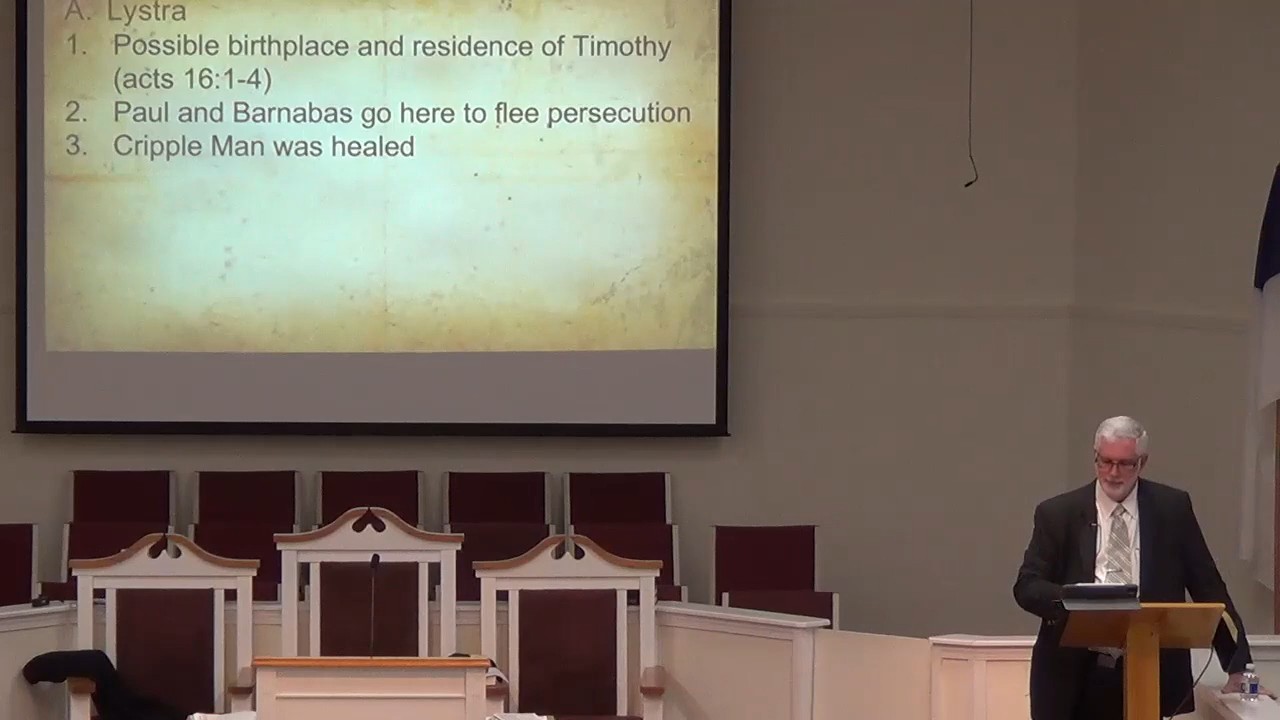 A. Lystra
1. Possible birthplace and residence of Timothy
(acts 16:1-4)
2. Paul and Barnabas go here to flee persecution
3. Cripple Man was healed